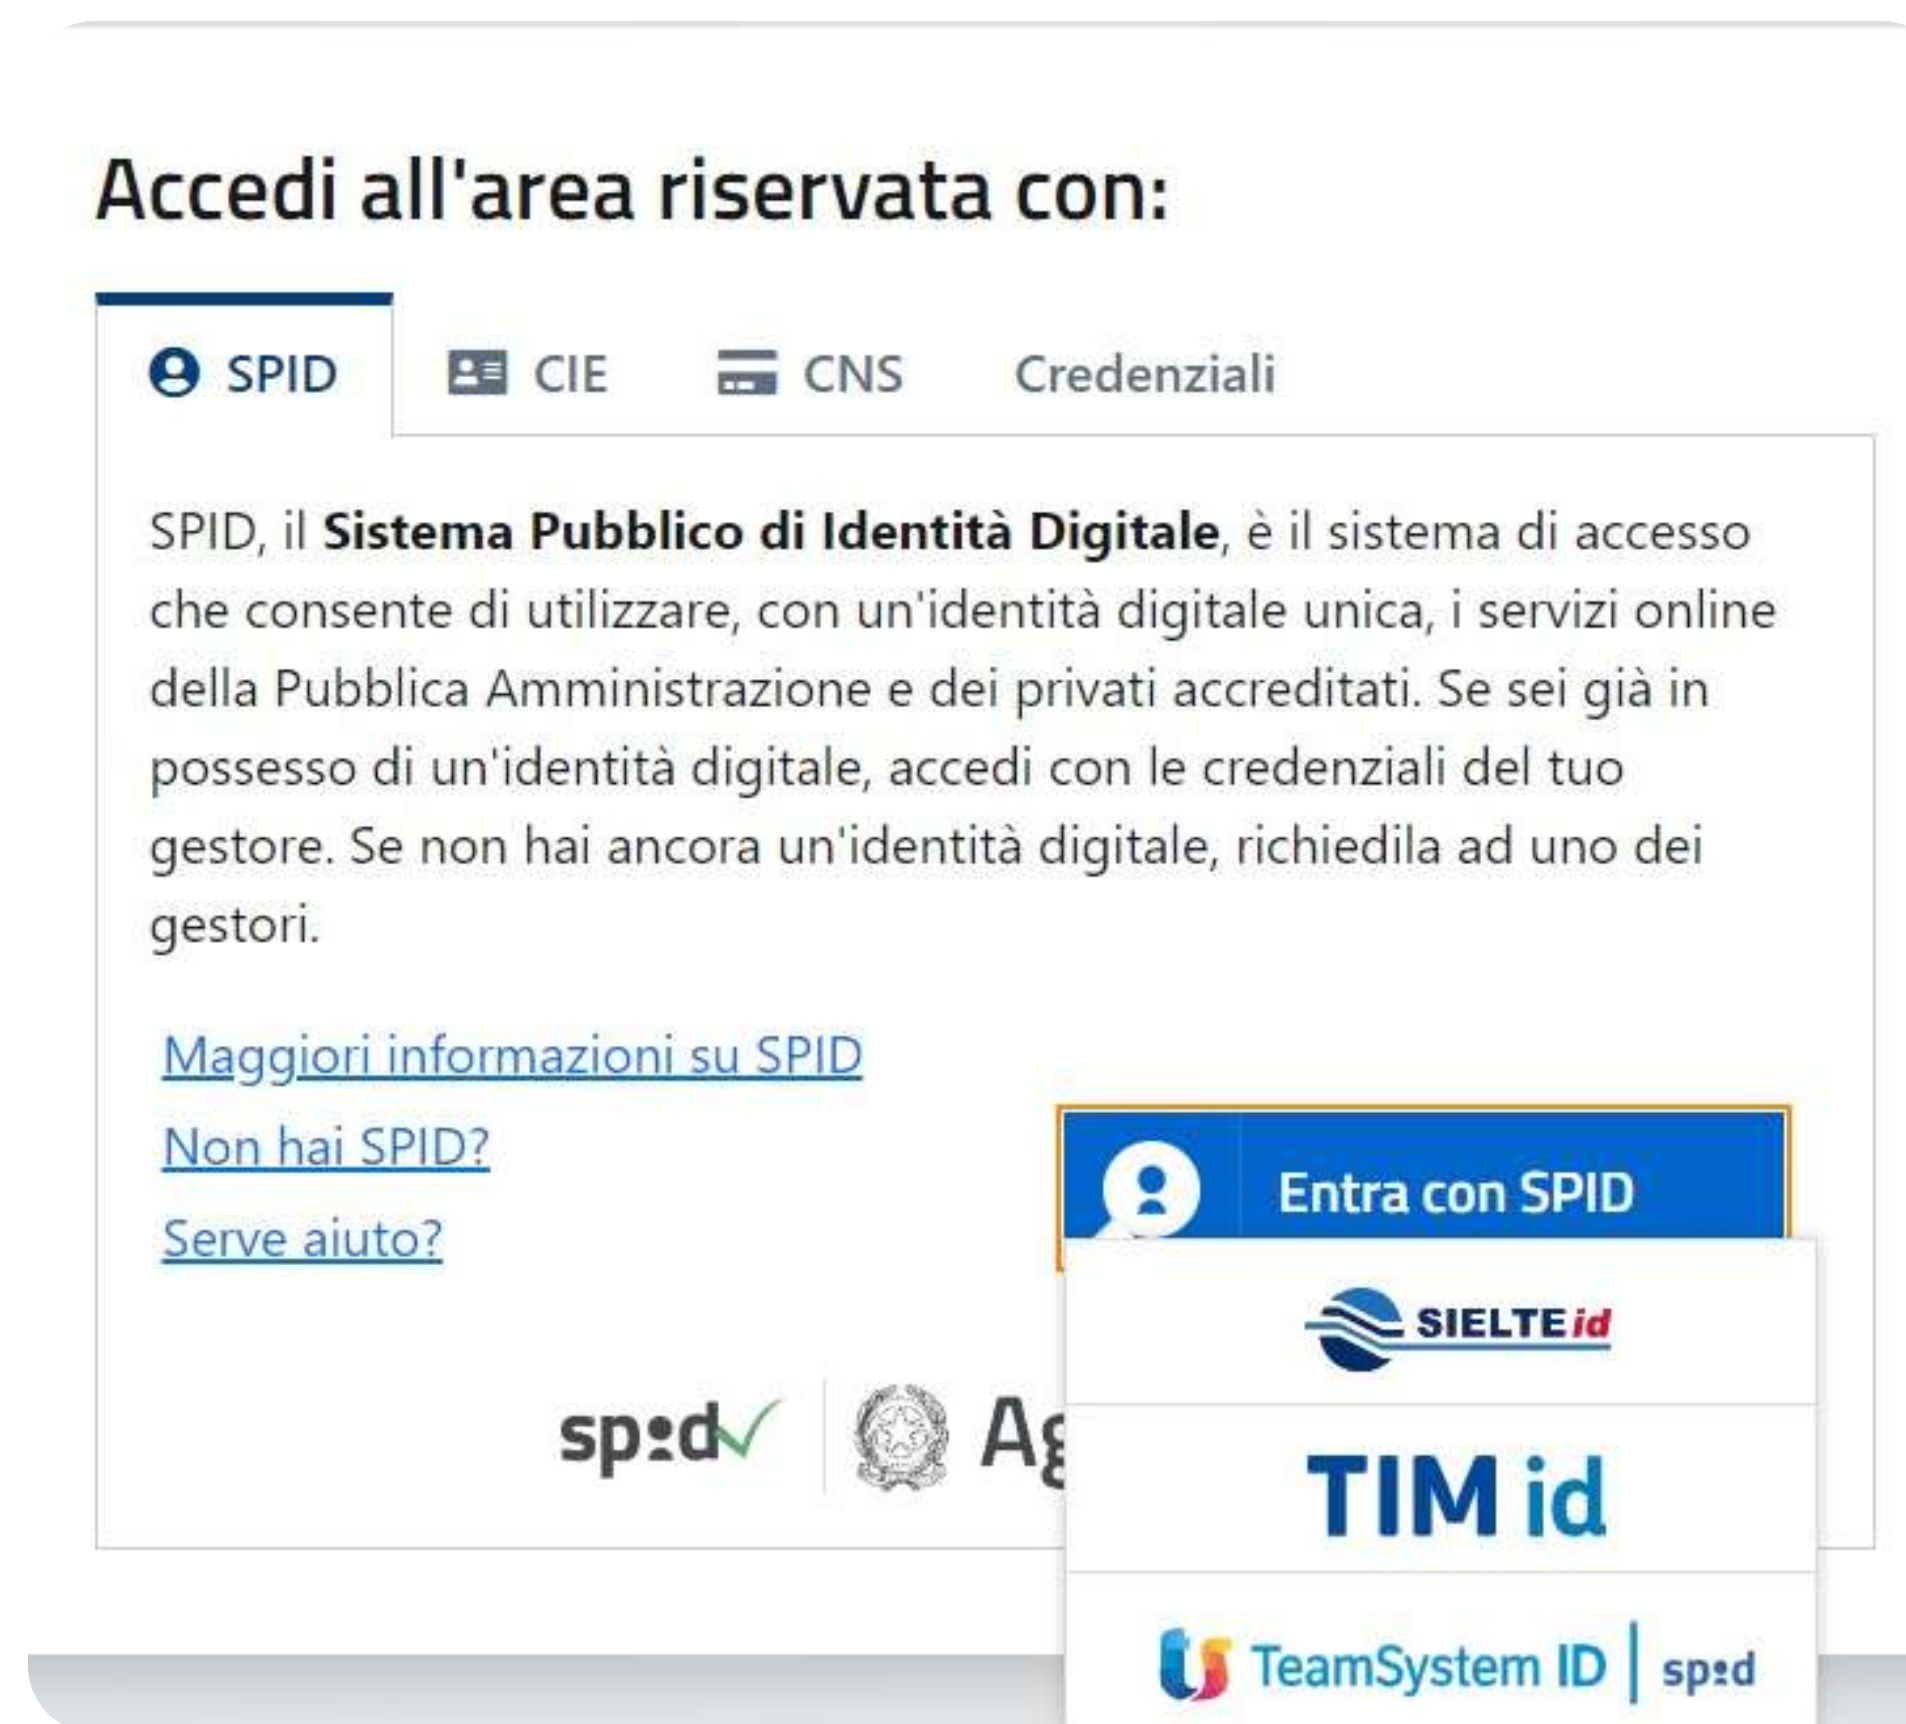 Accedi all'area riservata con:
SPID CIE CNS Credenziali
SPID, il Sistema Pubblico di Identità Digitale, è il sistema di accesso
che consente di utilizzare, con un'identità digitale unica, i servizi online
della Pubblica Amministrazione e dei privati accreditati. Se sei già in
possesso di un'identità digitale, accedi con le credenziali del tuo
gestore. Se non hai ancora un'identità digitale, richiedila ad uno dei
gestori.
Maggiori informazioni su SPID
Non hai SPID?
Serve aiuto?
Entra con SPID
SIELTE id
spid
TIM id
TeamSystem ID | spid